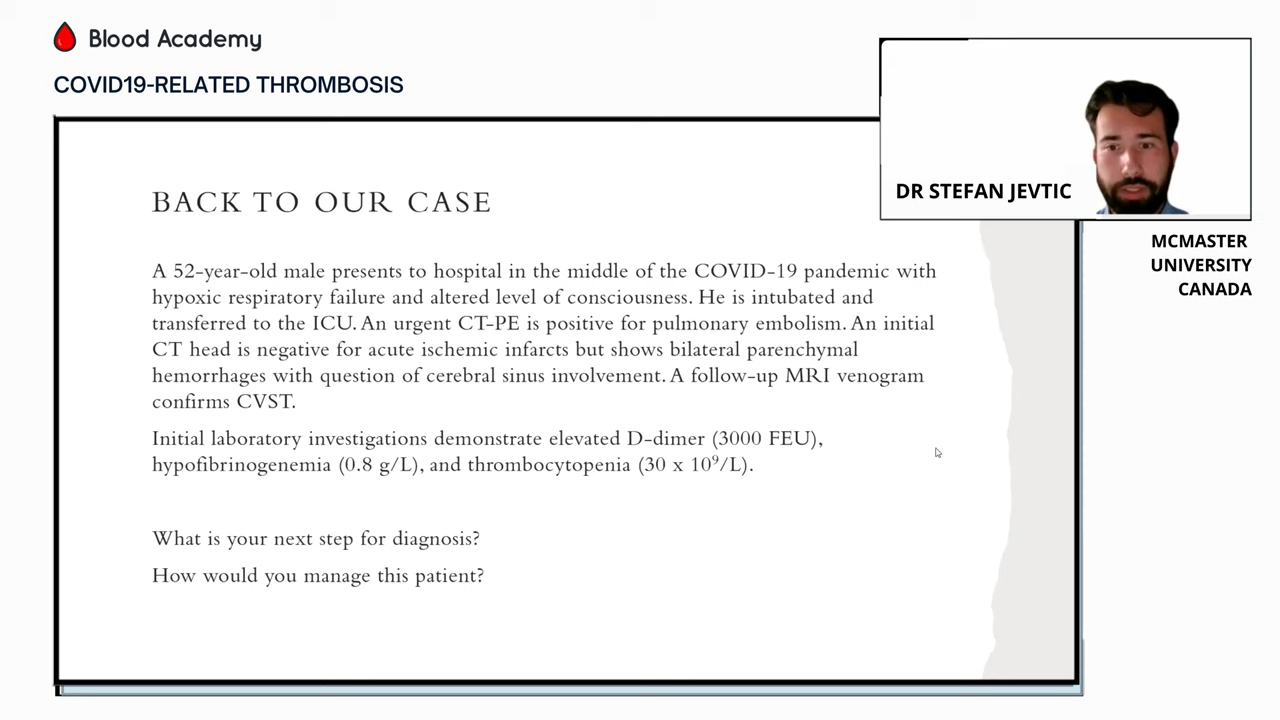 Blood Academy
COVID19-RELATED THROMBOSIS
DR STEFAN JEVTIC
MCMASTER
UNIVERSITY
CANADA
BACK TO OUR CASE
A 52-year-old male presents to hospital in the middle of the COVID-19 pandemic with
hypoxic respiratory failure and altered level of consciousness. He is intubated and
transferred to the ICU. An urgent CT-PE is positive for pulmonary embolism. An initial
CT head is negative for acute ischemic infarcts but shows bilateral parenchymal
hemorrhages with question of cerebral sinus involvement. A follow-up MRI venogram
confirms CVST.
Initial laboratory investigations demonstrate elevated D-dimer (3000 FEU),
hypofibrinogenemia (0.8 g/L), and thrombocytopenia (30 x 10⁹/L).
What is your next step for diagnosis?
How would you manage this patient?